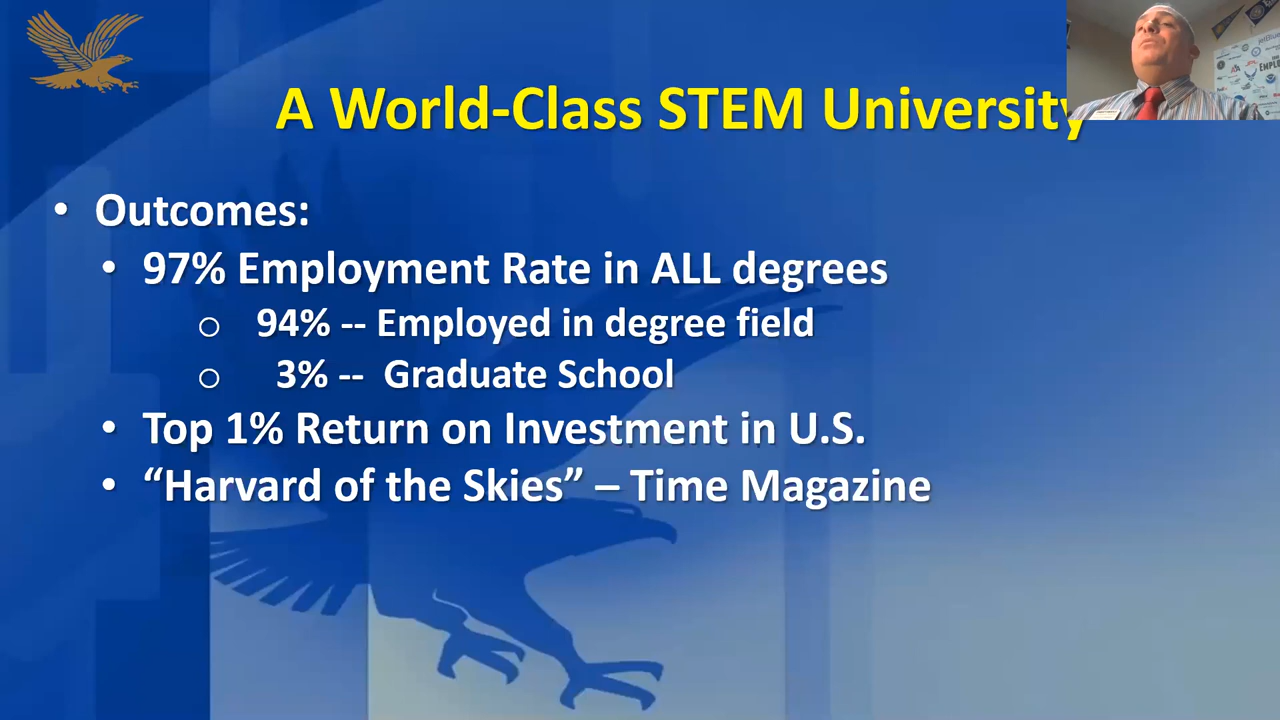 A World-Class STEM University
• Outcomes:
• 97% Employment Rate in ALL degrees
o 94% -- Employed in degree field
o 3% -- Graduate School
• Top 1% Return on Investment in U.S.
• “Harvard of the Skies” – Time Magazine